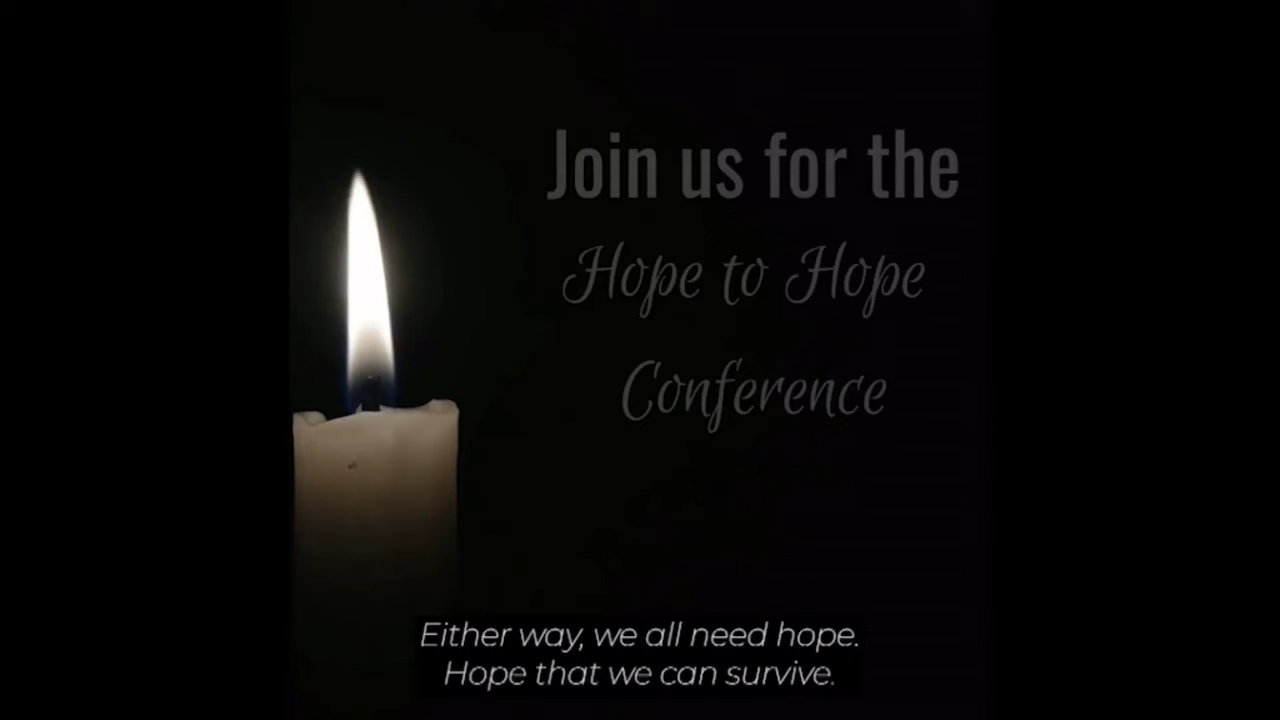 Join us for the
Hope to Hope
Conference
Either way, we all need hope.
Hope that we can survive.